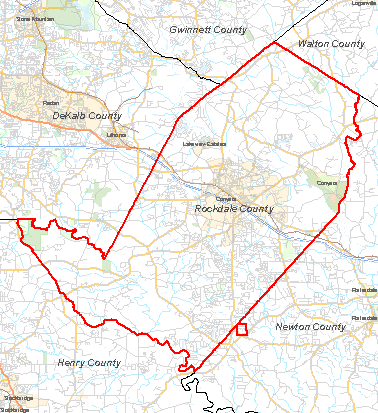 Loganville
Stone Mountain
Gwinnett County
Walton County
Redan
DeKalb County
Lithonia
Lakeview Estates
Conyers
Conyers
Rockdale County
Porterdale
Porterdale
Newton County
Henry County
Stockbridge
Stockbridge